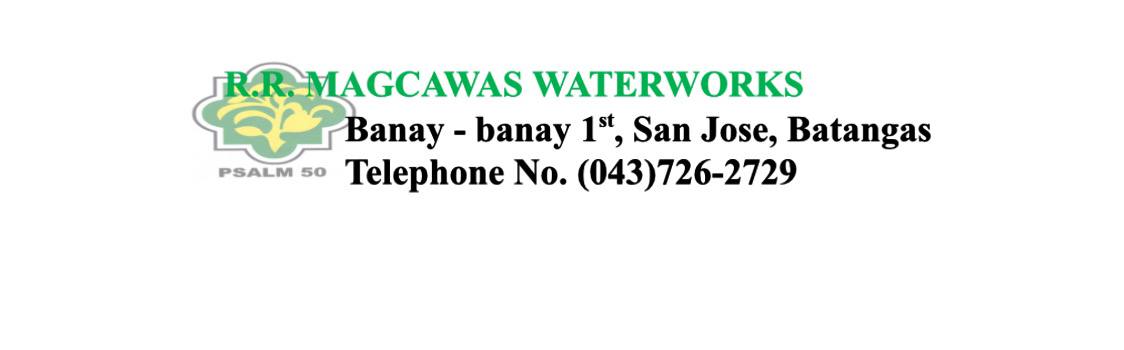 R.R. MAGCAWAS WATERWORKS
Banay - banay 1st, San Jose, Batangas
PSALM 50
Telephone No. (043)726-2729